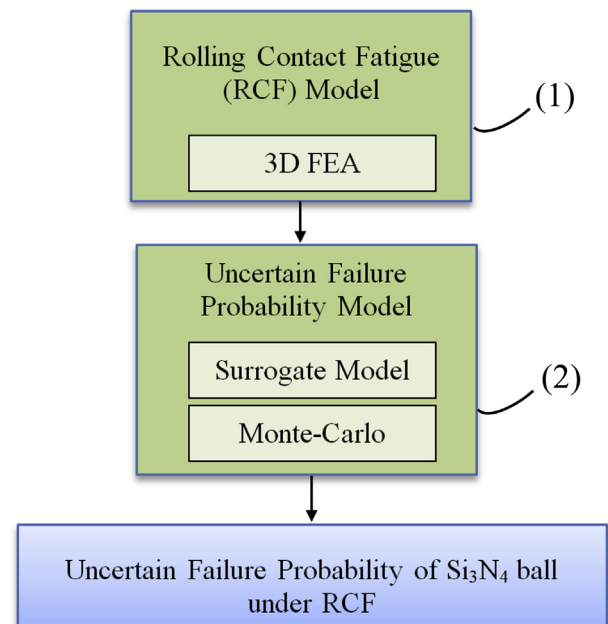 Rolling Contact Fatigue
(RCF) Model
(1)
3D FEA
Uncertain Failure
Probability Model
Surrogate Model
(2)
Monte-Carlo
Uncertain Failure Probability of Si₃N₄ ball
under RCF